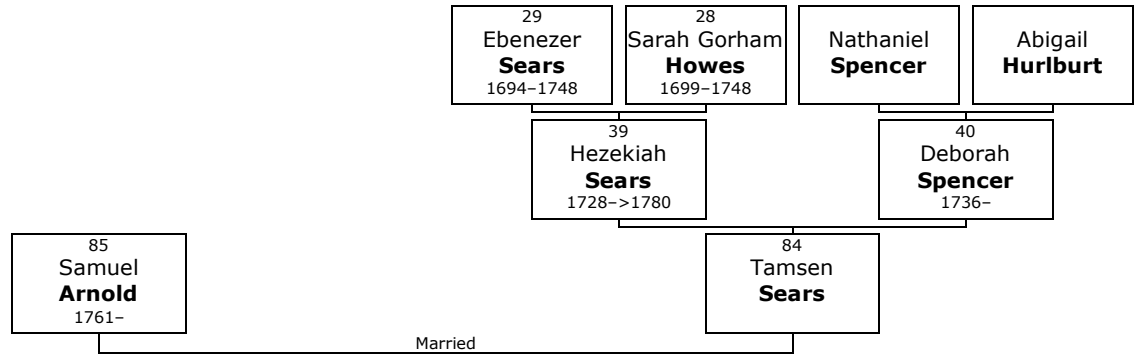 29
Ebenezer
Sears
1694–1748
28
Sarah Gorham
Howes
1699–1748
Nathaniel
Spencer
Abigail
Hurlburt
39
Hezekiah
Sears
1728–>1780
40
Deborah
Spencer
1736–
85
Samuel
Arnold
1761–
84
Tamsen
Sears
Married